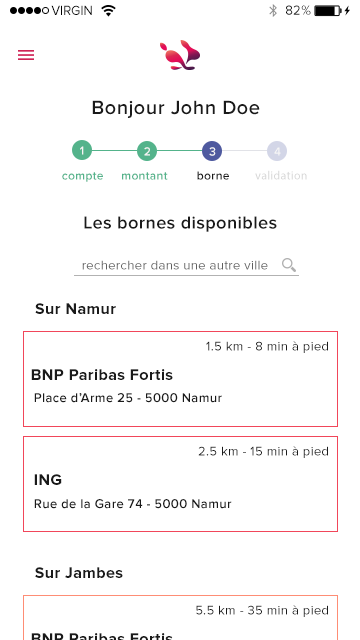 VIRGIN 82%
Bonjour John Doe
1 2 3 4
compte montant borne validation
Les bornes disponibles
rechercher dans une autre ville
Sur Namur
1.5 km - 8 min à pied
BNP Paribas Fortis
Place d'Arme 25 - 5000 Namur
2.5 km - 15 min à pied
ING
Rue de la Gare 74 - 5000 Namur
Sur Jambes
5.5 km - 35 min à pied
BNP Paribas Fortis